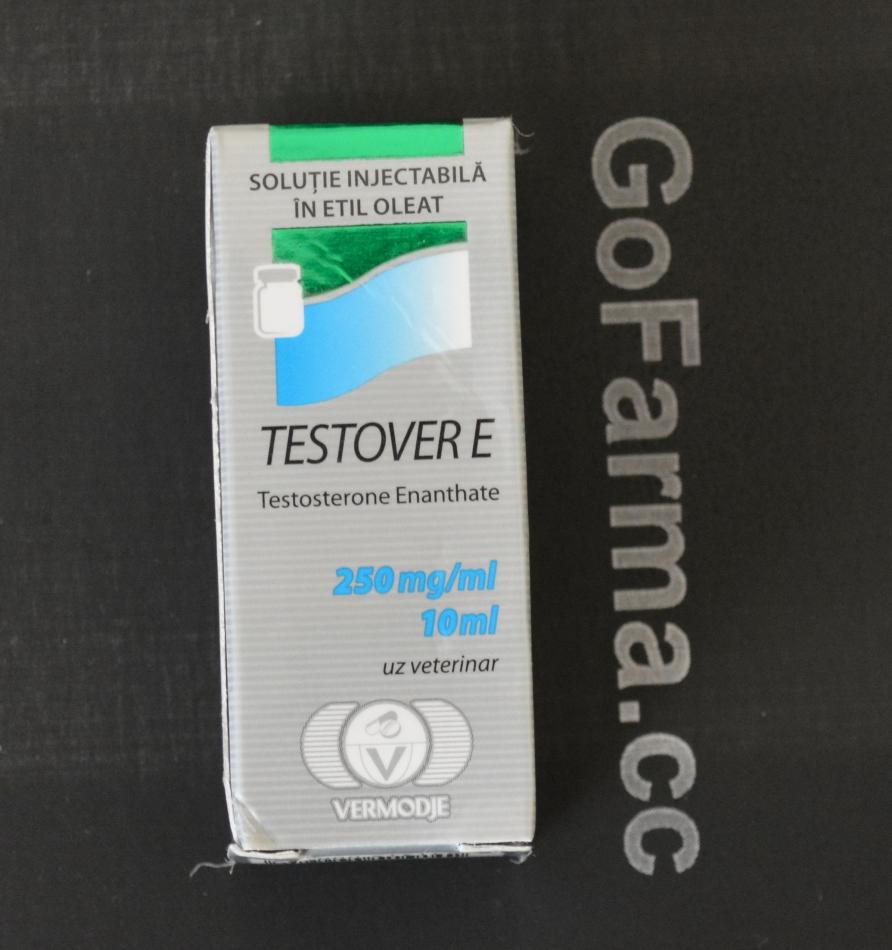 SOLUȚIE INJECTABILĂ
ÎN ETIL OLEAT
TESTOVER E
Testosterone Enanthate
250 mg/ml
10ml
uz veterinar
V
VERMODJE
GoFarma.cc